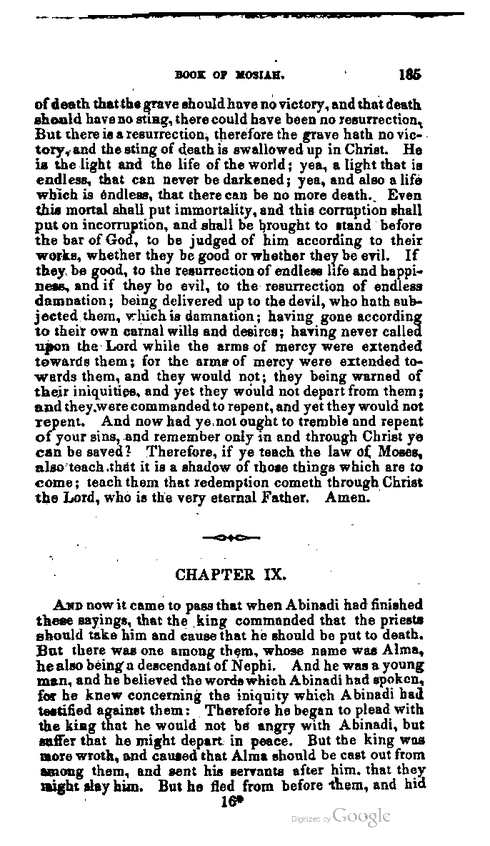 BOOK OF MOSIAH. 185
of death that the grave should have no victory, and that death
should have no sting, there could have been no resurrection.
But there is a resurrection, therefore the grave hath no vic-
tory, and the sting of death is swallowed up in Christ. He
is the light and the life of the world; yea, a light that is
endless, that can never be darkened; yea, and also a life
which is endless, that there can be no more death. Even
this mortal shall put immortality, and this corruption shall
put on incorruption, and shall be brought to stand before
the bar of God, to be judged of him according to their
works, whether they be good or whether they be evil. If
they be good, to the resurrection of endless life and happi-
ness, and if they be evil, to the resurrection of endless
damnation; being delivered up to the devil, who hath sub-
jected them, which is damnation; having gone according
to their own carnal wills and desires; having never called
upon the Lord while the arms of mercy were extended
towards them; for the arms of mercy were extended to-
wards them, and they would not; they being warned of
their iniquities, and yet they would not depart from them;
and they were commanded to repent, and yet they would not
repent. And now had ye not ought to tremble and repent
of your sins, and remember only in and through Christ ye
can be saved? Therefore, if ye teach the law of Moses,
also teach that it is a shadow of those things which are to
come; teach them that redemption cometh through Christ
the Lord, who is the very eternal Father. Amen.
CHAPTER IX.
AND now it came to pass that when Abinadi had finished
these sayings, that the king commanded that the priests
should take him and cause that he should be put to death.
But there was one among them, whose name was Alma,
he also being a descendant of Nephi. And he was a young
man, and he believed the words which Abinadi had spoken,
for he knew concerning the iniquity which Abinadi had
testified against them: Therefore he began to plead with
the king that he would not be angry with Abinadi, but
suffer that he might depart in peace. But the king was
more wroth, and caused that Alma should be cast out from
among them, and sent his servants after him, that they
might slay him. But he fled from before them, and hid
16*
Digitized by Google